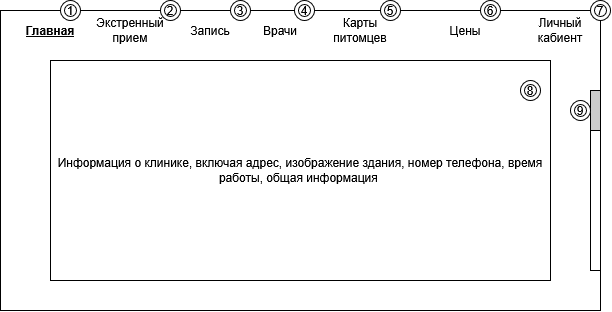 ① ② ③ ④ ⑤ ⑥ ⑦
Главная
Экстренный
прием
Запись
Врачи
Карты
питомцев
Цены
Личный
кабиент
⑧
⑨
Информация о клинике, включая адрес, изображение здания, номер телефона, время
работы, общая информация